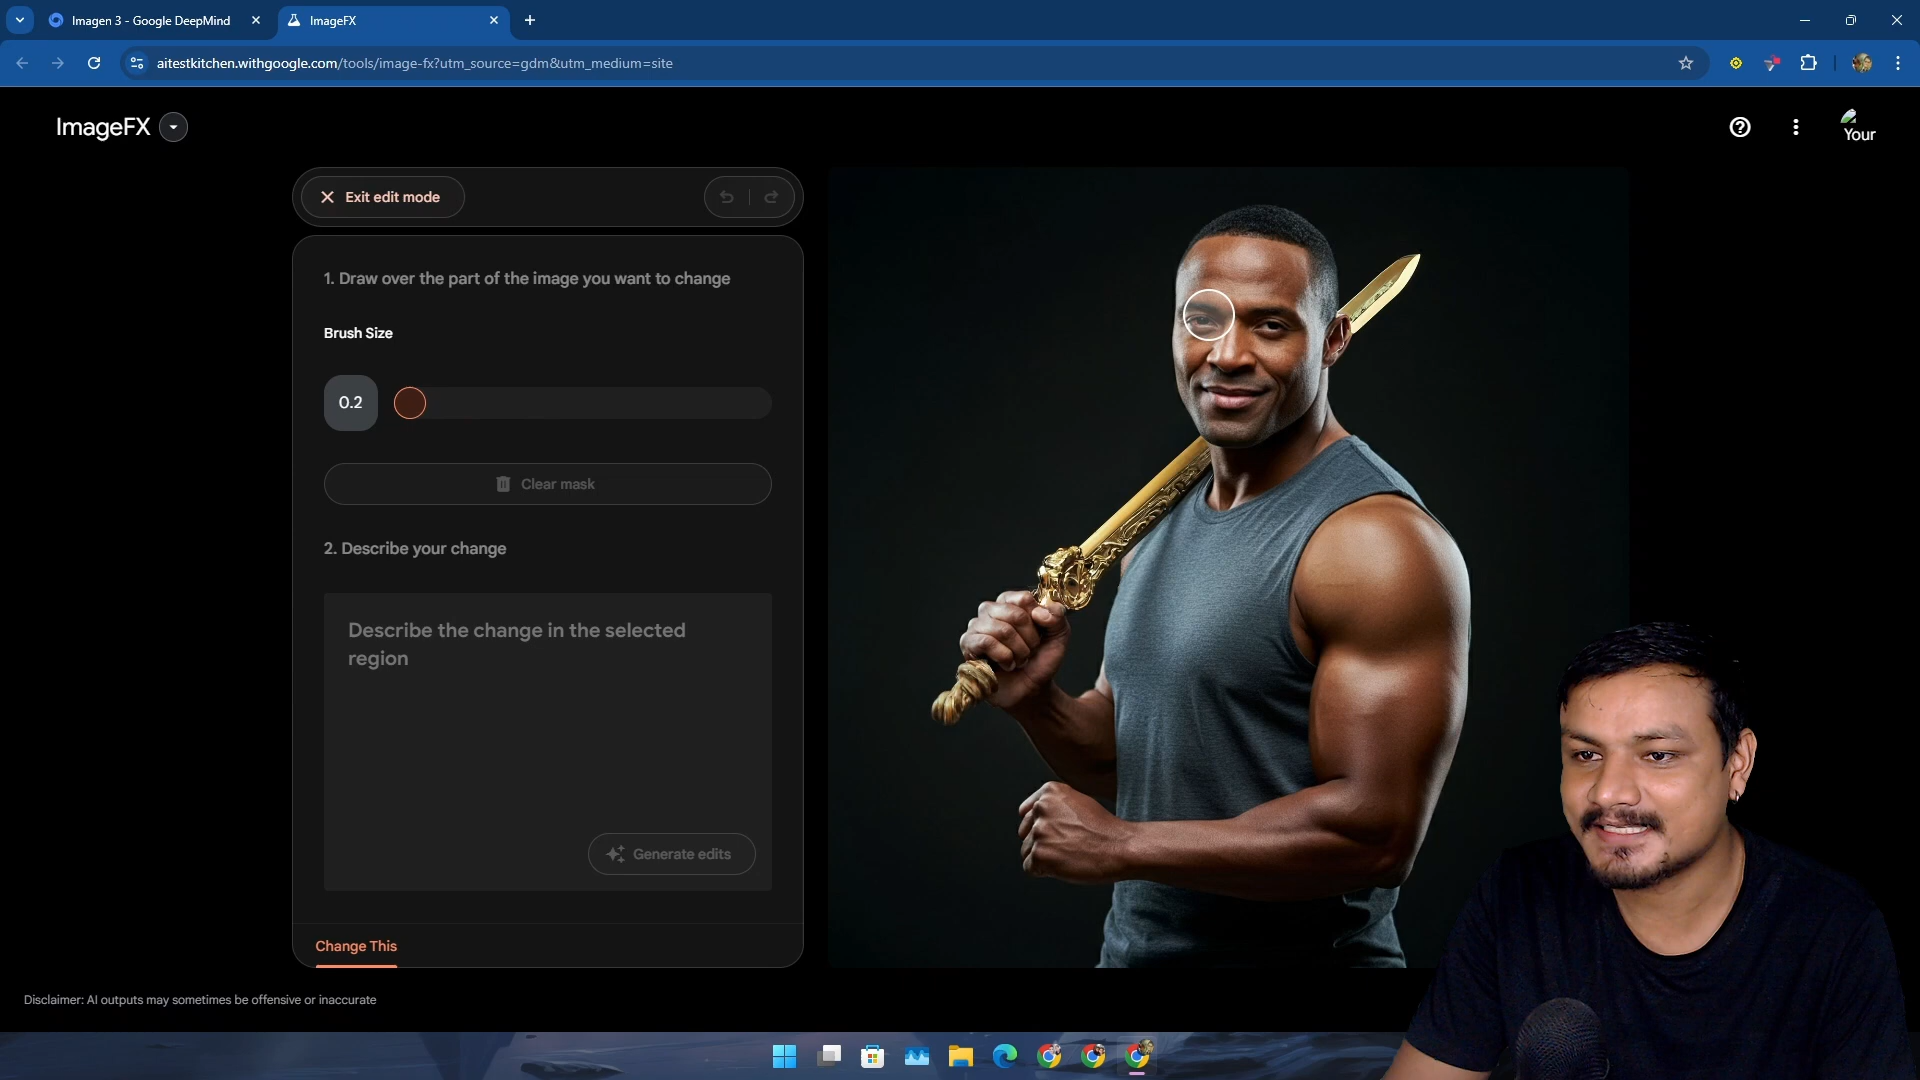 Imagen 3 - Google DeepMind
ImageFX
aitestkitchen.withgoogle.com/tools/image-fx?utm_source=gdm&utm_medium=site
ImageFX
Your
Exit edit mode
1. Draw over the part of the image you want to change
Brush Size
0.2
Clear mask
2. Describe your change
Describe the change in the selected
region
Generate edits
Change This
Disclaimer: AI outputs may sometimes be offensive or inaccurate